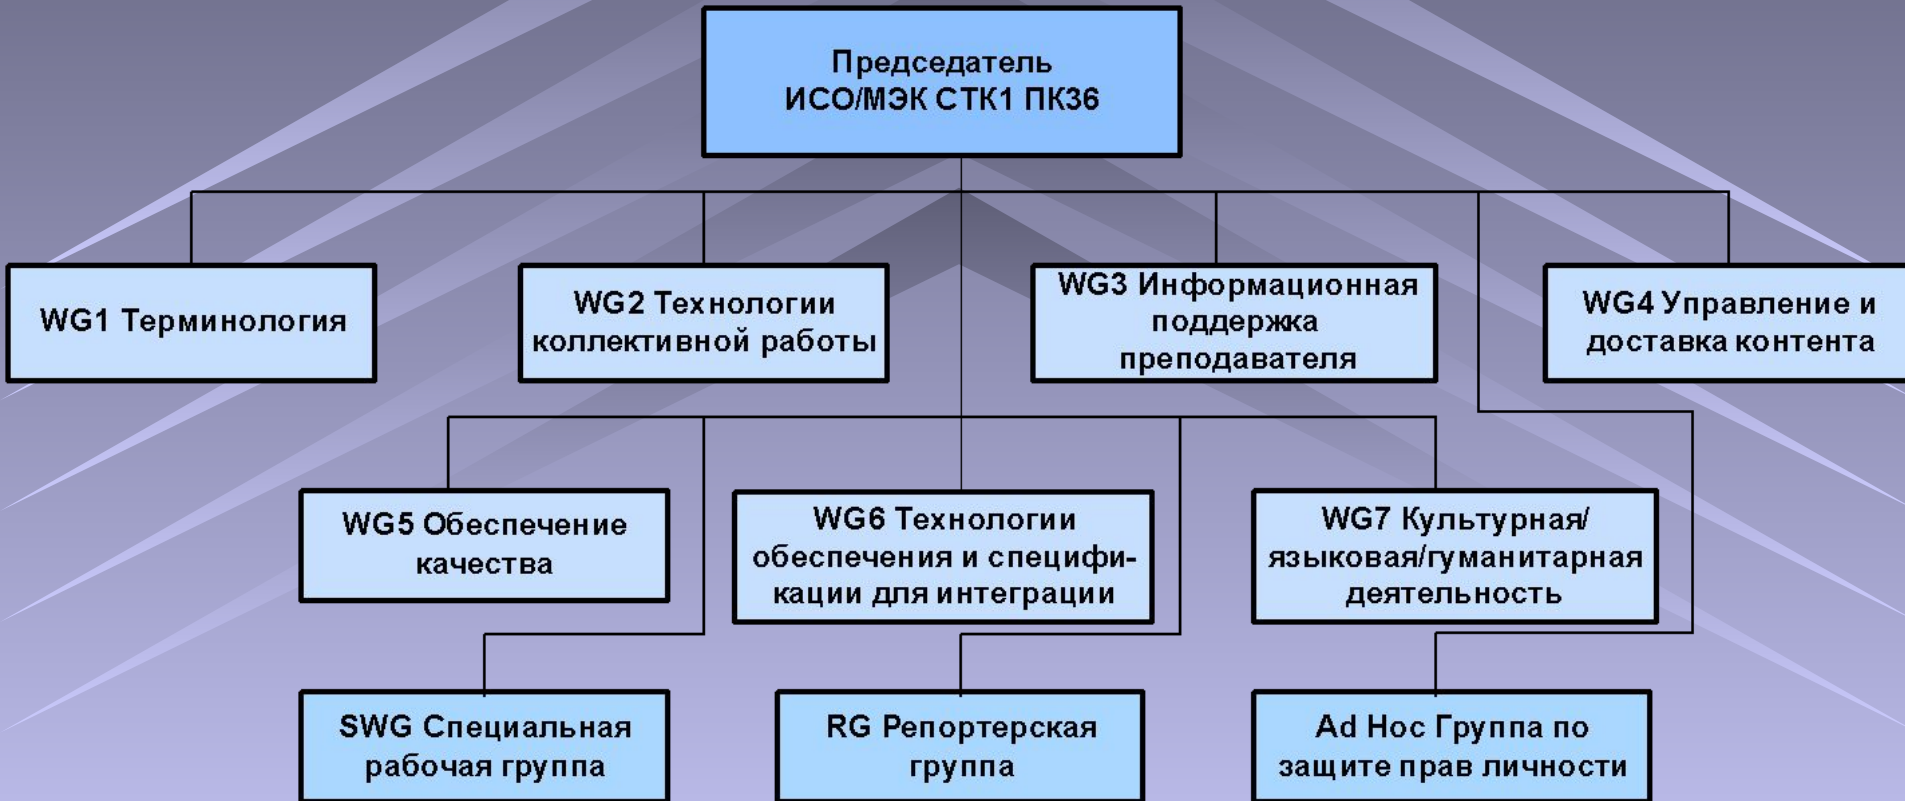 Председатель
ИСО/МЭК СТК1 ПК36
WG1 Терминология
WG2 Технологии
коллективной работы
WG3 Информационная
поддержка
преподавателя
WG4 Управление и
доставка контента
WG5 Обеспечение
качества
WG6 Технологии
обеспечения и специфи-
кации для интеграции
WG7 Культурная/
языковая/гуманитарная
деятельность
SWG Специальная
рабочая группа
RG Репортерская
группа
Ad Hoc Группа по
защите прав личности